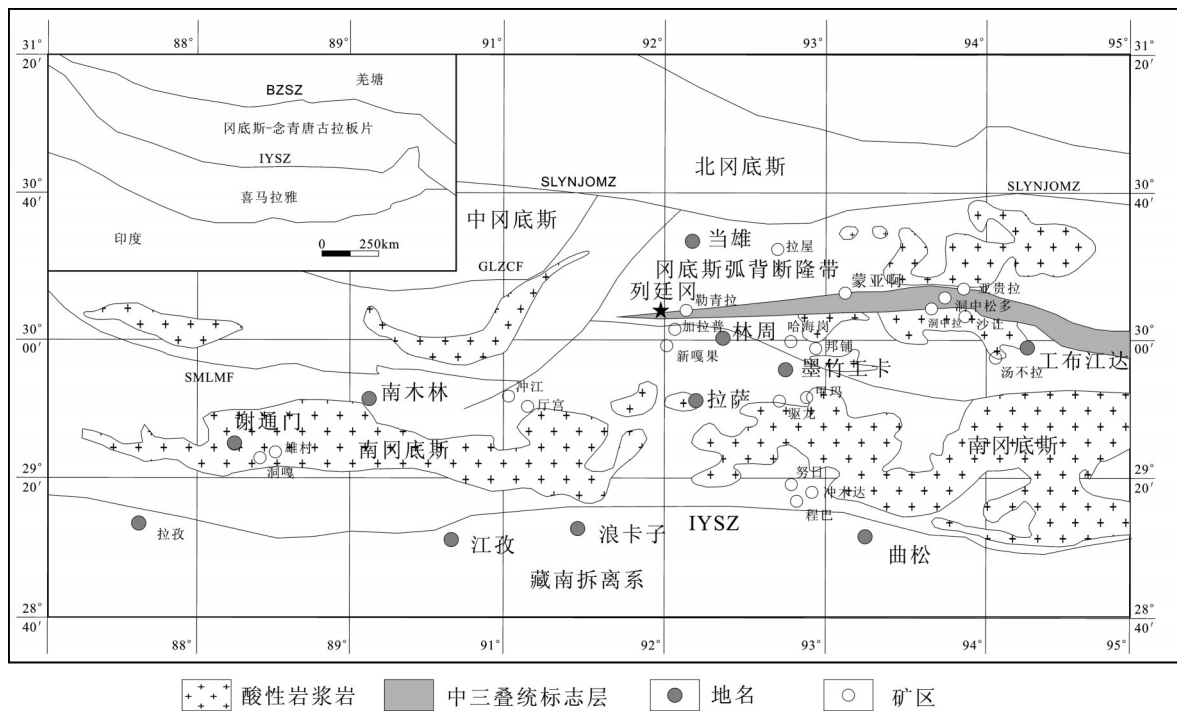 88° 89° 91° 92° 93° 94° 95°
31° 20′
31° 20′
羌塘
BZSZ
冈底斯-念青唐古拉板片
IYSZ
喜马拉雅
印度
0 250km
北冈底斯
SLYNJOMZ
SLYNJOMZ
30° 40′
30° 40′
中冈底斯
当雄
拉屋
GLZCF
冈底斯弧背断隆带
蒙亚啊
亚贵拉
列廷冈
勒青拉
洞中松多
洞中拉
沙让
加拉普
林周
哈海岗
30° 00′
30° 00′
新嘎果
邦铺
工布江达
汤不拉
SMLMF
墨竹工卡
南木林
冲江
厅宫
拉萨
甲玛
驱龙
谢通门
雄村
洞嘎
南冈底斯
南冈底斯
29° 20′
29° 20′
努日
冲木达
程巴
拉孜
江孜
浪卡子
IYSZ
曲松
藏南拆离系
28° 40′
28° 40′
88° 89° 91° 92° 93° 94° 95°
酸性岩浆岩 中三叠统标志层 地名 矿区